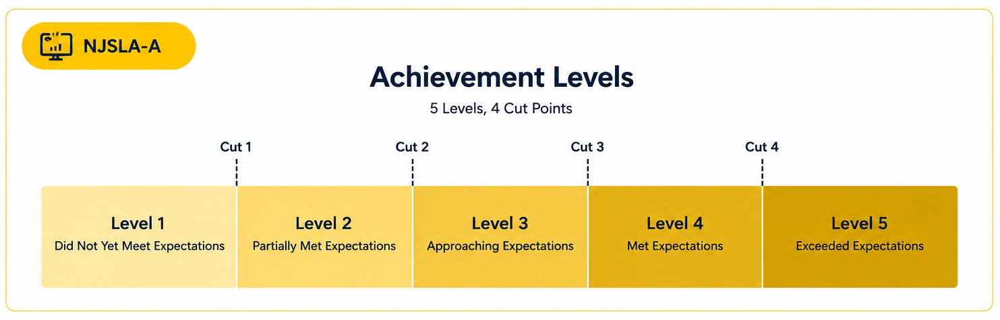 NJSLA-A
Achievement Levels
5 Levels, 4 Cut Points
Cut 1
Cut 2
Cut 3
Cut 4
Level 1
Did Not Yet Meet Expectations
Level 2
Partially Met Expectations
Level 3
Approaching Expectations
Level 4
Met Expectations
Level 5
Exceeded Expectations